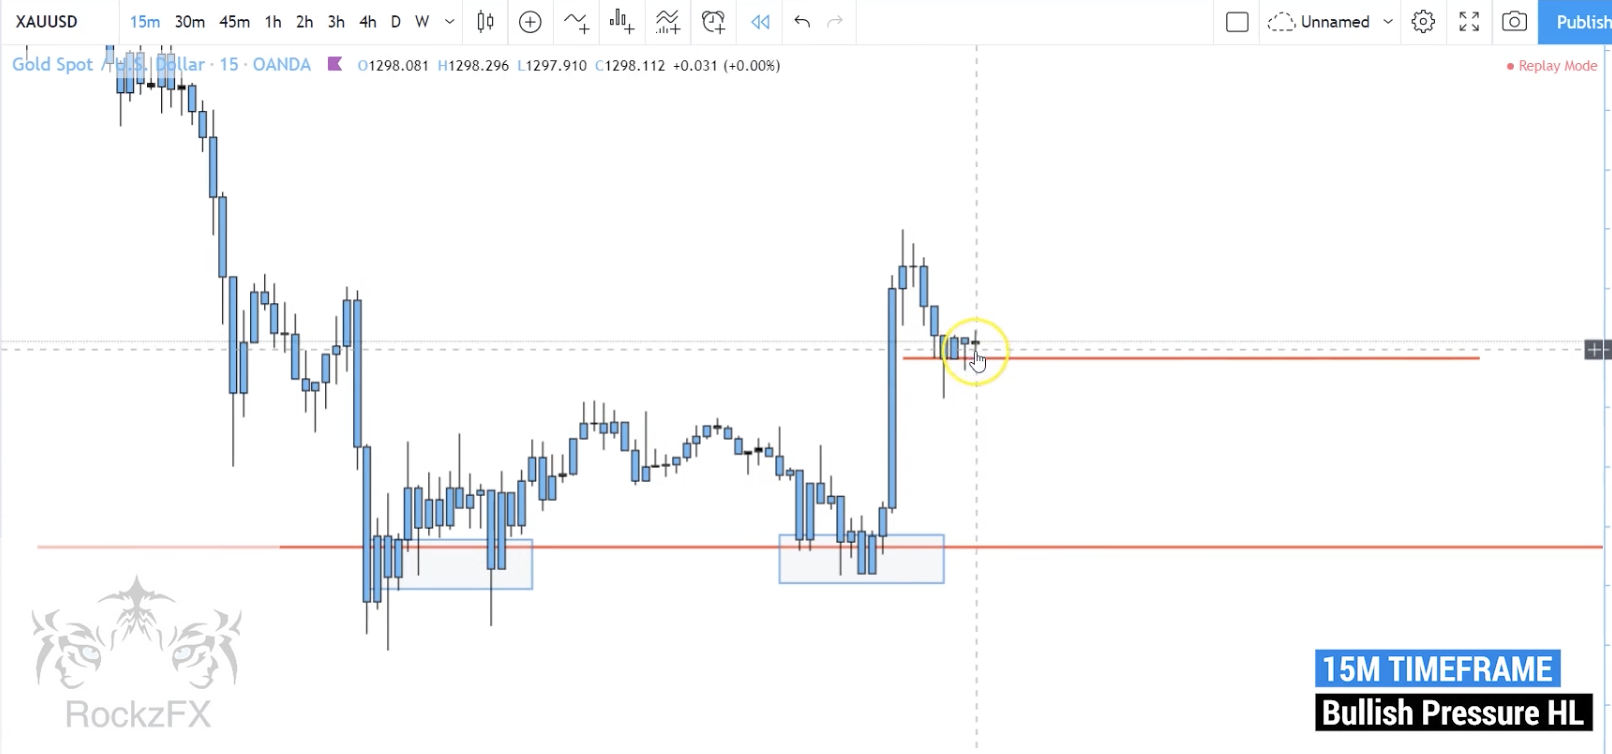 XAUUSD 15m 30m 45m 1h 2h 3h 4h D W Unnamed Publish
Gold Spot / U.S. Dollar · 15 · OANDA O1298.081 H1298.296 L1297.910 C1298.112 +0.031 (+0.00%) Replay Mode
15M TIMEFRAME
Bullish Pressure HL
RockzFX